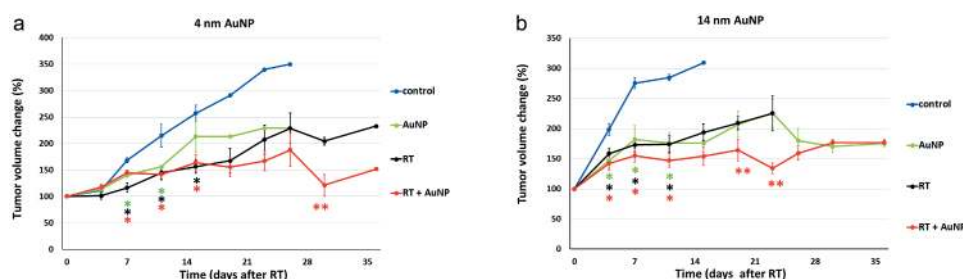 a
4 nm AuNP
Tumor volume change (%)
400
350
300
250
200
150
100
50
0
0 7 14 21 28 35
Time (days after RT)
* * *
* * *
* *
**
control
AuNP
RT
RT + AuNP
b
14 nm AuNP
Tumor volume change (%)
350
300
250
200
150
100
50
0
0 7 14 21 28 35
Time (days after RT)
* * *
* * *
* * *
**
**
control
AuNP
RT
RT + AuNP